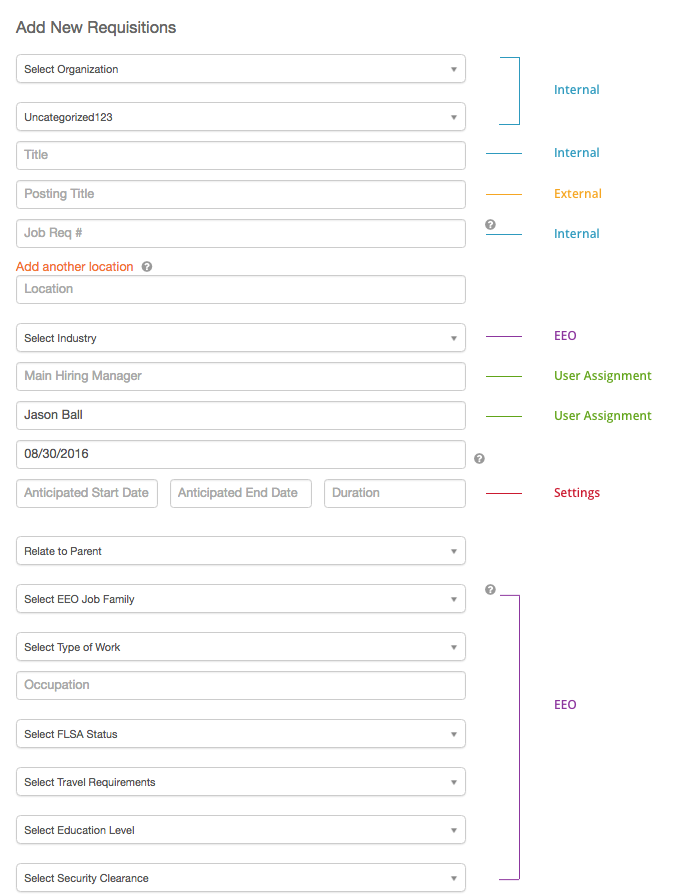 Add New Requisitions
Select Organization
Internal
Uncategorized123
Title
Internal
Posting Title
External
Job Req #
?
Internal
Add another location ?
Location
Select Industry
EEO
Main Hiring Manager
User Assignment
Jason Ball
User Assignment
08/30/2016
?
Anticipated Start Date Anticipated End Date Duration
Settings
Relate to Parent
Select EEO Job Family
?
Select Type of Work
Occupation
EEO
Select FLSA Status
Select Travel Requirements
Select Education Level
Select Security Clearance